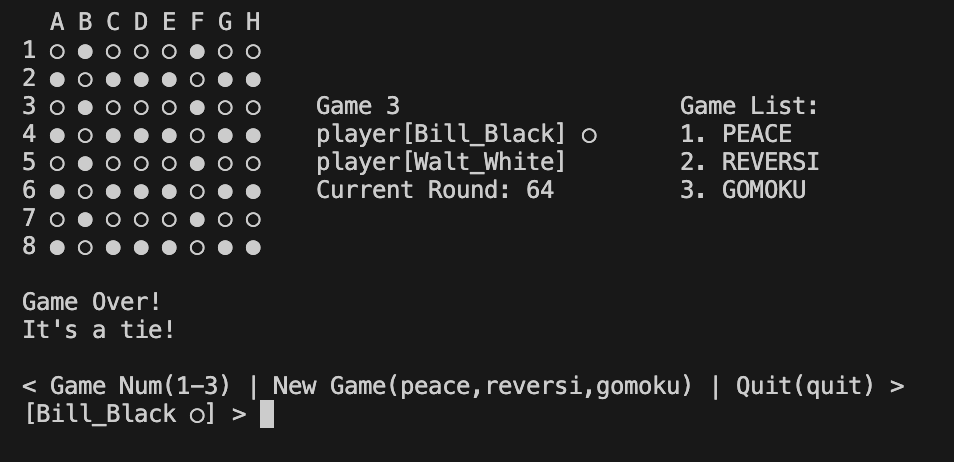 A B C D E F G H
1 ○ ● ○ ○ ○ ● ○ ○
2 ● ○ ● ● ● ○ ● ●
3 ○ ● ○ ○ ○ ● ○ ○ Game 3 Game List:
4 ● ○ ● ● ● ○ ● ● player[Bill_Black] ○ 1. PEACE
5 ○ ● ○ ○ ○ ● ○ ○ player[Walt_White] 2. REVERSI
6 ● ○ ● ● ● ○ ● ● Current Round: 64 3. GOMOKU
7 ○ ● ○ ○ ○ ● ○ ○
8 ● ○ ● ● ● ○ ● ●
Game Over!
It's a tie!
< Game Num(1-3) | New Game(peace,reversi,gomoku) | Quit(quit) >
[Bill_Black ○] >